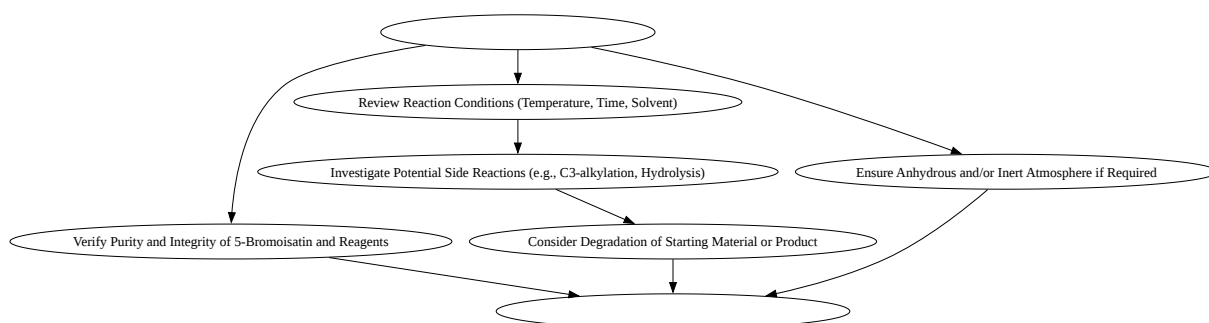 Review Reaction Conditions (Temperature, Time, Solvent)
Investigate Potential Side Reactions (e.g., C3-alkylation, Hydrolysis)
Ensure Anhydrous and/or Inert Atmosphere if Required
Verify Purity and Integrity of 5-Bromoisatin and Reagents
Consider Degradation of Starting Material or Product